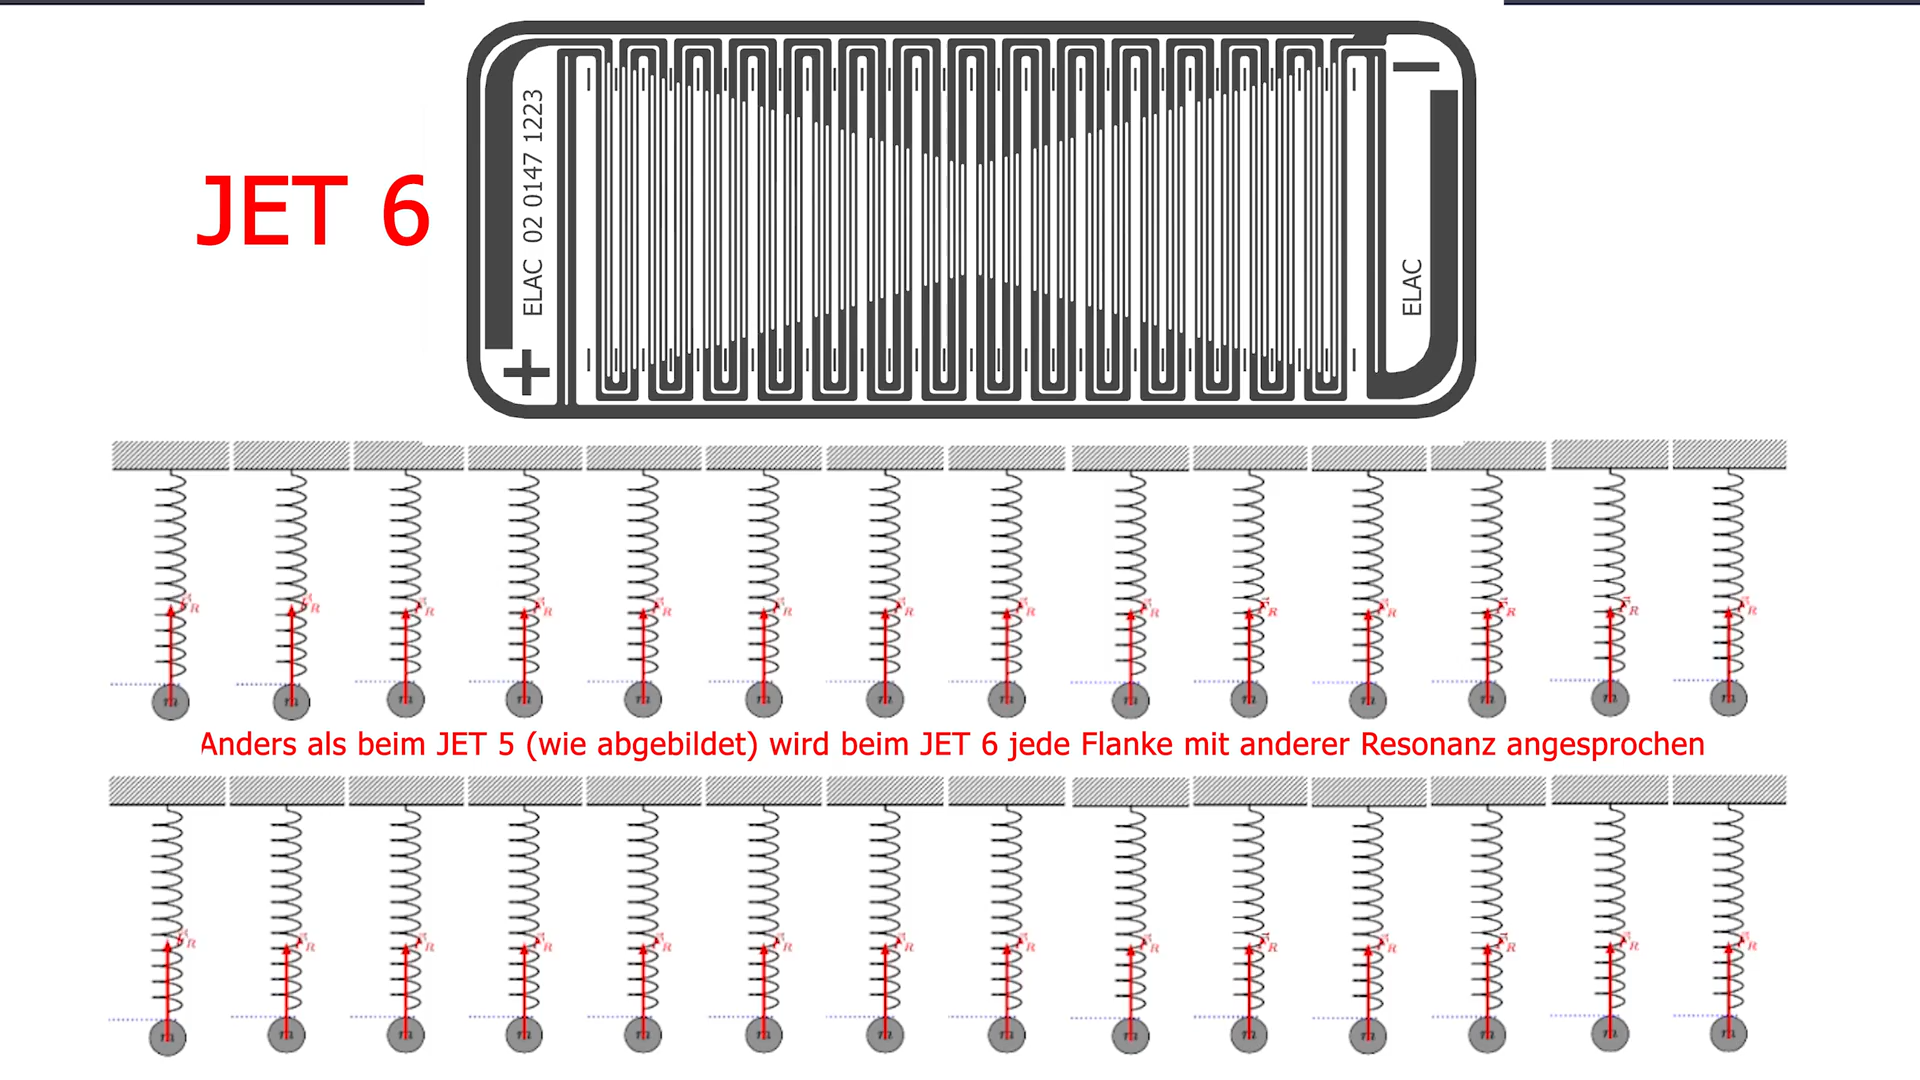 JET 6
ELAC 02 0147 1223
ELAC
+
−
R R R R R R R R R R R R R R
m m m m m m m m m m m m m m
Anders als beim JET 5 (wie abgebildet) wird beim JET 6 jede Flanke mit anderer Resonanz angesprochen
R R R R R R R R R R R R R R
m m m m m m m m m m m m m m